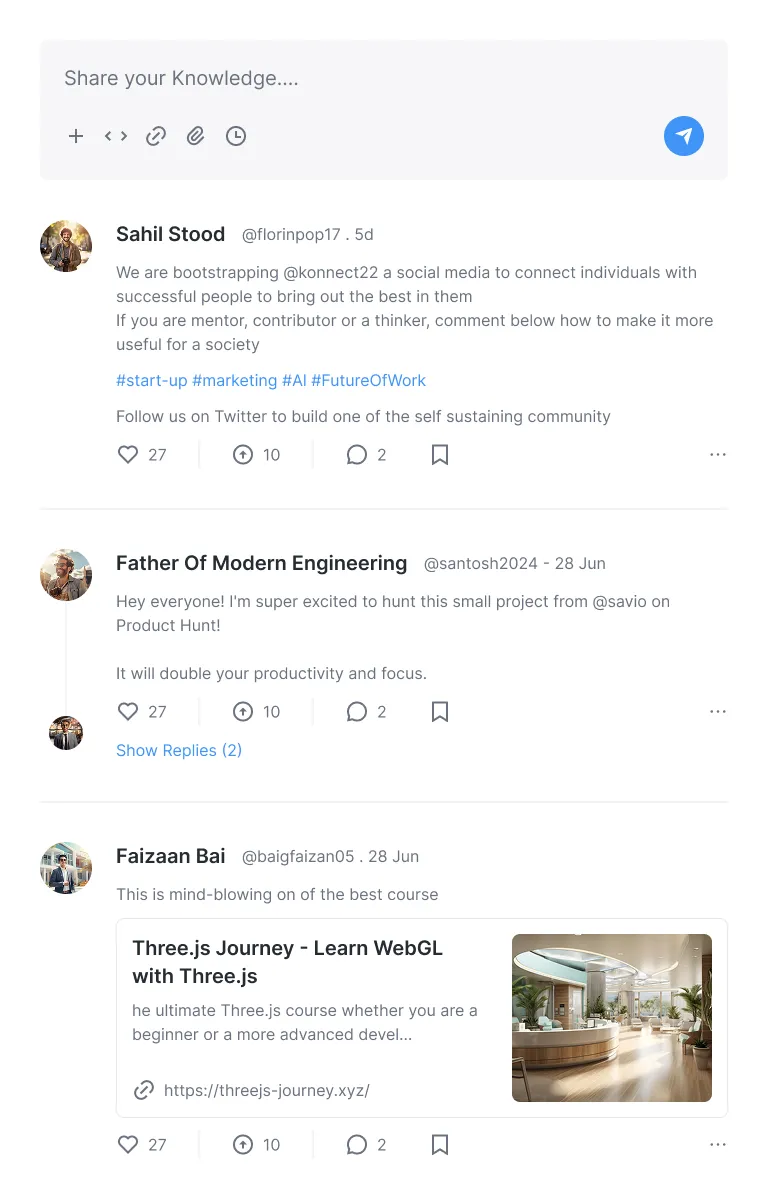 Share your Knowledge....
Sahil Stood @florinpop17 . 5d
We are bootstrapping @konnect22 a social media to connect individuals with
successful people to bring out the best in them
If you are mentor, contributor or a thinker, comment below how to make it more
useful for a society
#start-up #marketing #AI #FutureOfWork
Follow us on Twitter to build one of the self sustaining community
27 10 2
Father Of Modern Engineering @santosh2024 - 28 Jun
Hey everyone! I'm super excited to hunt this small project from @savio on
Product Hunt!
It will double your productivity and focus.
27 10 2
Show Replies (2)
Faizaan Bai @baigfaizan05 . 28 Jun
This is mind-blowing on of the best course
Three.js Journey - Learn WebGL
with Three.js
he ultimate Three.js course whether you are a
beginner or a more advanced devel...
https://threejs-journey.xyz/
27 10 2